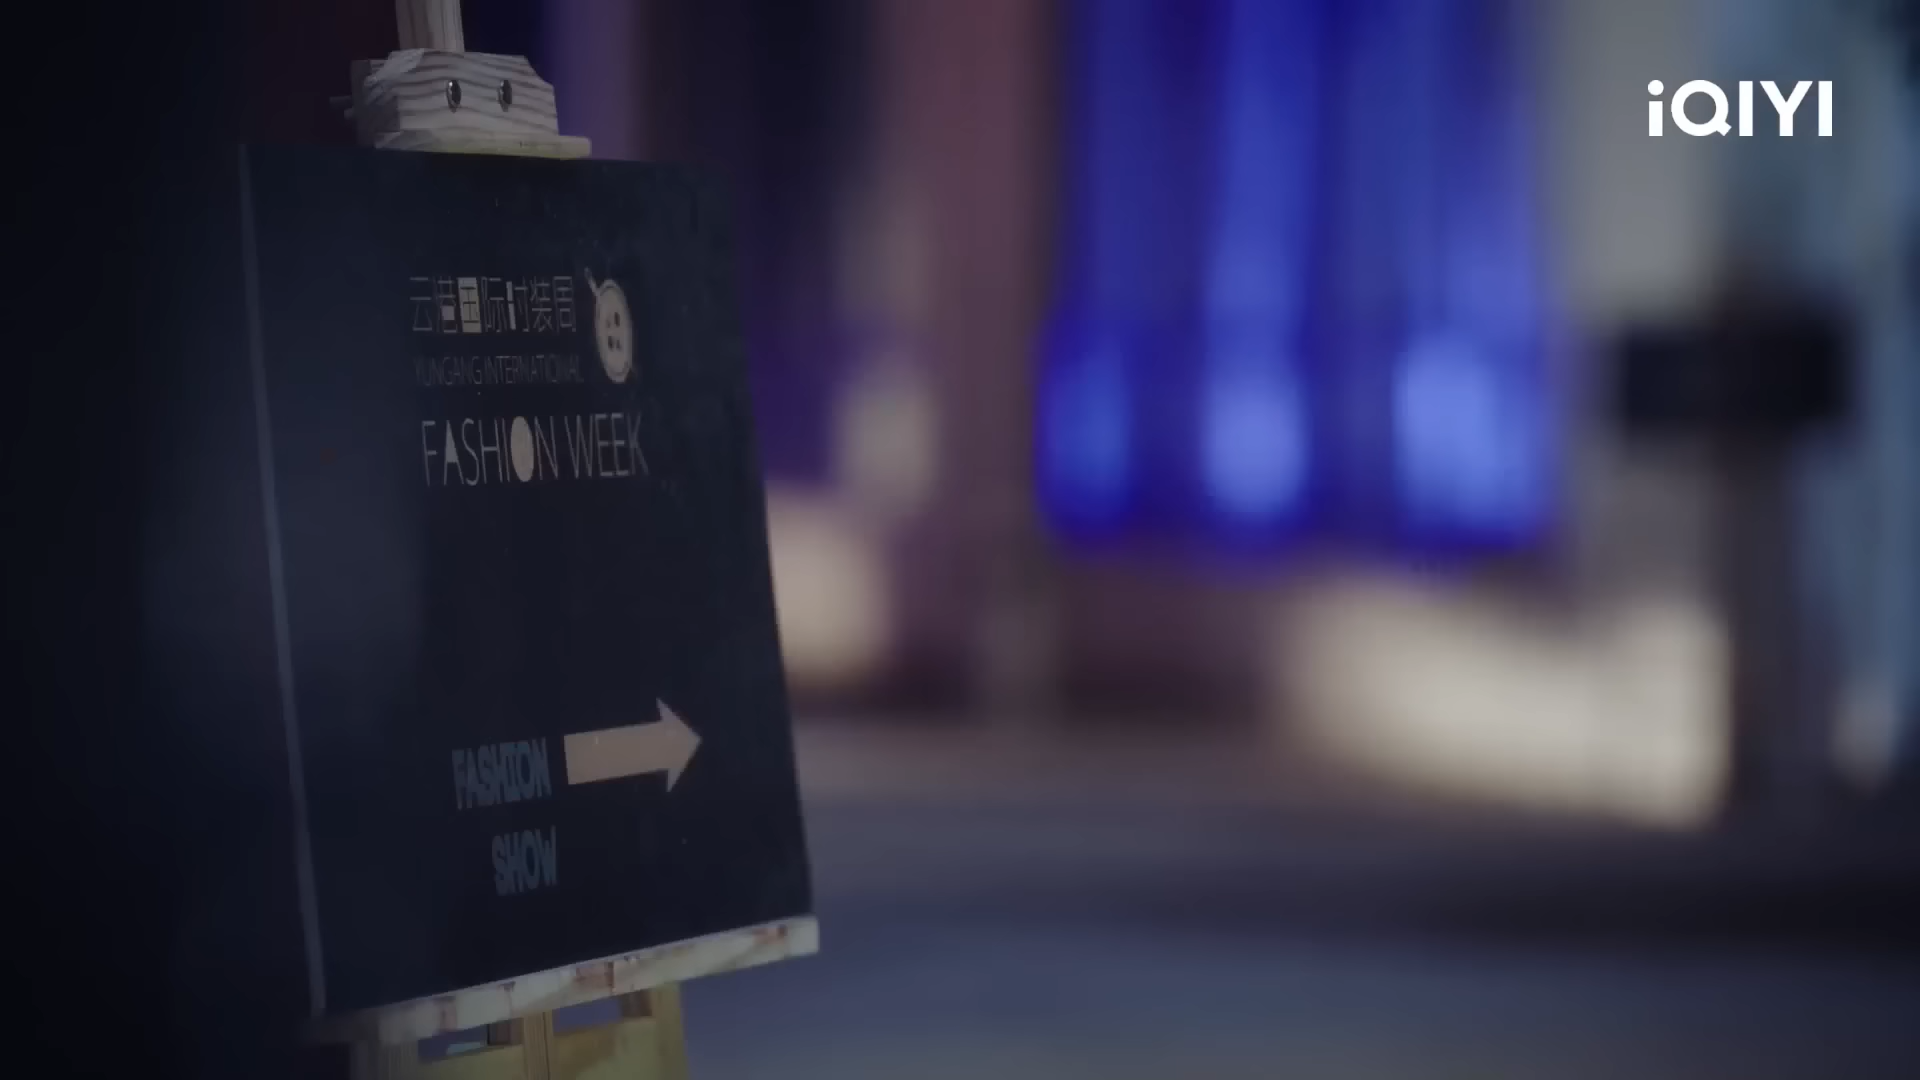 iQIYI
云港国际时装周
YUNGANG INTERNATIONAL
FASHION WEEK
FASHION
SHOW